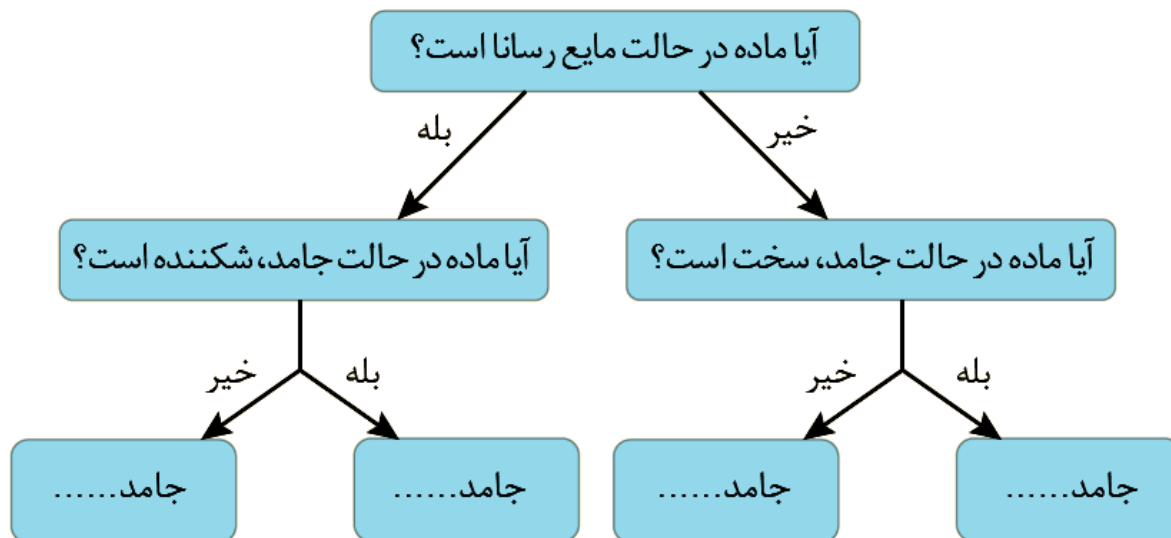 آیا ماده در حالت مایع رسانا است؟
خیر
بله
آیا ماده در حالت جامد، سخت است؟
آیا ماده در حالت جامد، شکننده است؟
بله
خیر
بله
خیر
جامد......
جامد......
جامد......
جامد......